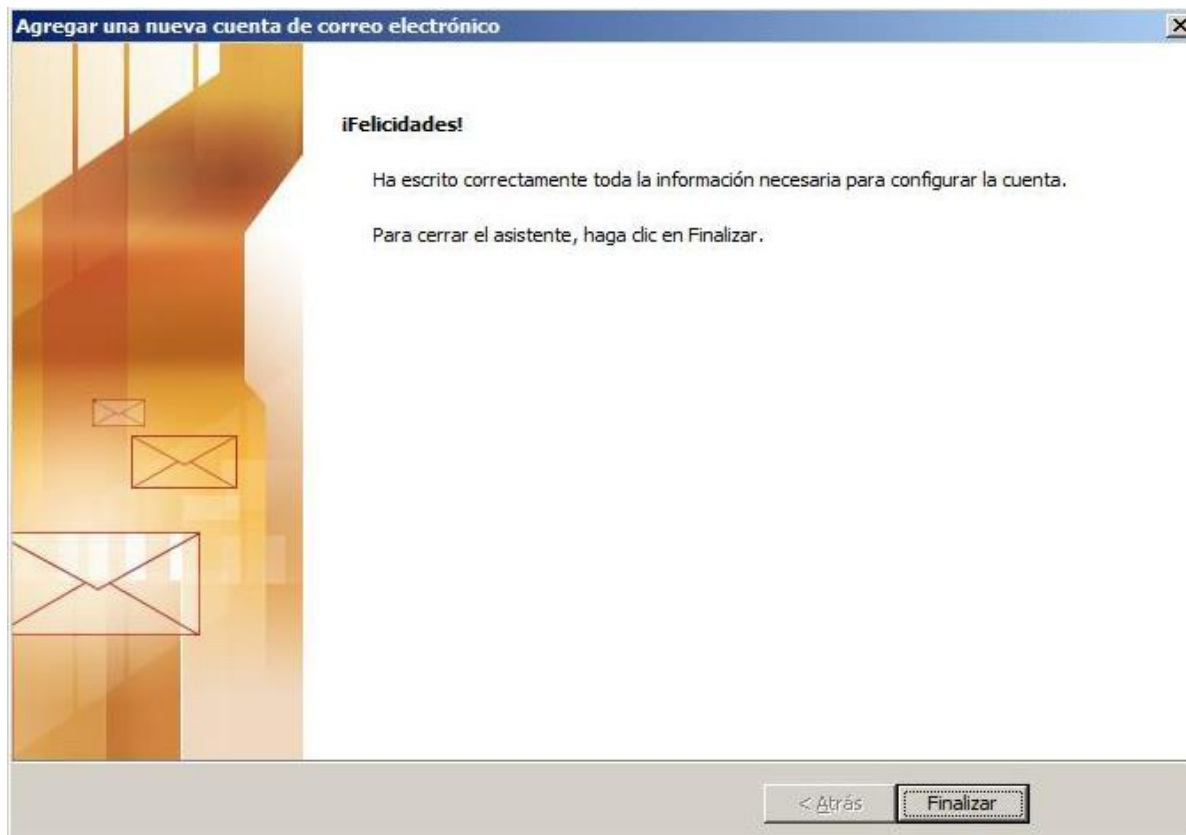 Agregar una nueva cuenta de correo electrónico
¡Felicidades!
Ha escrito correctamente toda la información necesaria para configurar la cuenta.
Para cerrar el asistente, haga clic en Finalizar.
< Atrás
Finalizar